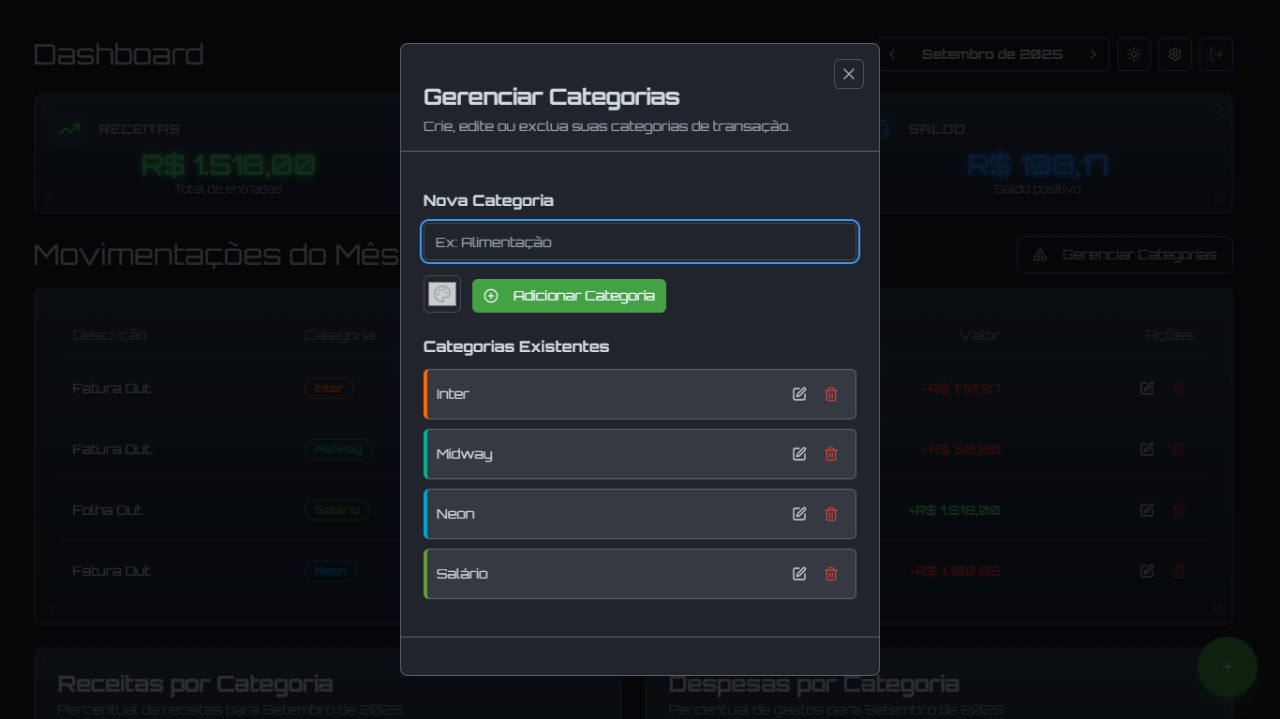 Dashboard
Setembro de 2025
RECEITAS
R$ 1.518,00
Total de entradas
SALDO
R$ 108,17
Saldo positivo
Movimentações do Mês
Gerenciar Categorias
Descrição Categoria Valor Ações
Fatura Out. Inter -R$ 178,97
Fatura Out. Midway -R$ 50,00
Folha Out. Salário +R$ 1.518,00
Fatura Out. Neon -R$ 1.180,86
Receitas por Categoria
Percentual de receitas para Setembro de 2025
Despesas por Categoria
Percentual de gastos para Setembro de 2025
Gerenciar Categorias
Crie, edite ou exclua suas categorias de transação.
Nova Categoria
Ex: Alimentação
Adicionar Categoria
Categorias Existentes
Inter
Midway
Neon
Salário